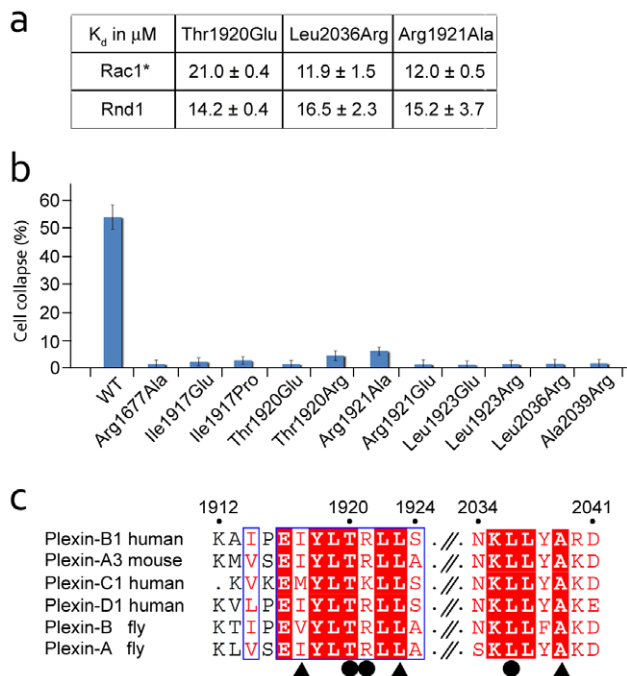 a
K_d in μM Thr1920Glu Leu2036Arg Arg1921Ala
Rac1* 21.0 ± 0.4 11.9 ± 1.5 12.0 ± 0.5
Rnd1 14.2 ± 0.4 16.5 ± 2.3 15.2 ± 3.7
b
Cell collapse (%)
60
50
40
30
20
10
0
WT
Arg1677Ala
Ile1917Glu
Ile1917Pro
Thr1920Glu
Thr1920Arg
Arg1921Ala
Arg1921Glu
Leu1923Glu
Leu1923Arg
Leu2036Arg
Ala2039Arg
c
1912 1920 1924 2034 2041
Plexin-B1 human KAIPEIYLTRLLS.//.NKLLYARD
Plexin-A3 mouse KMVSEIYLTRLLA.//.NKLLYAKD
Plexin-C1 human .KVKEMYLTKLLS.//.NKLLYAKD
Plexin-D1 human KVLPEIYLTRLLA.//.NKLLYAKE
Plexin-B fly KTIPEVYLTRLLA.//.NKLLFAKD
Plexin-A fly KLVSEIYLTRLLA.//.SKLLYAKD